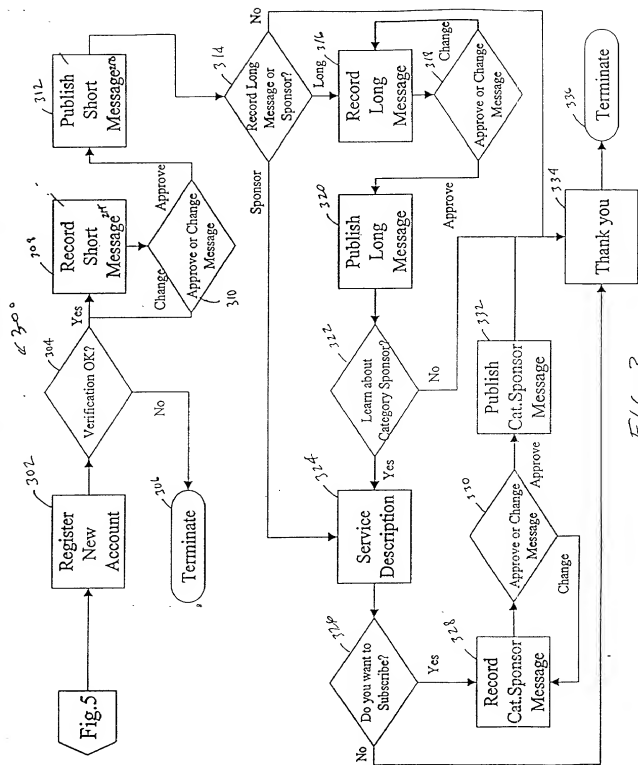 Fig.5
302
Register
New
Account
300
304
Verification OK?
Yes
No
306
Terminate
308
Record
Short
Message
310
Approve or Change
Message
Change
Approve
312
Publish
Short
Message
314
Record Long
Message or
Sponsor?
No
Sponsor
Long
316
Record
Long
Message
318
Approve or Change
Message
Change
Approve
320
Publish
Long
Message
322
Learn about
Category Sponsor?
No
Yes
324
Service
Description
326
Do you want to
Subscribe?
No
Yes
328
Record
Cat.Sponsor
Message
330
Approve or Change
Message
Approve
Change
332
Publish
Cat.Sponsor
Message
334
Thank you
336
Terminate